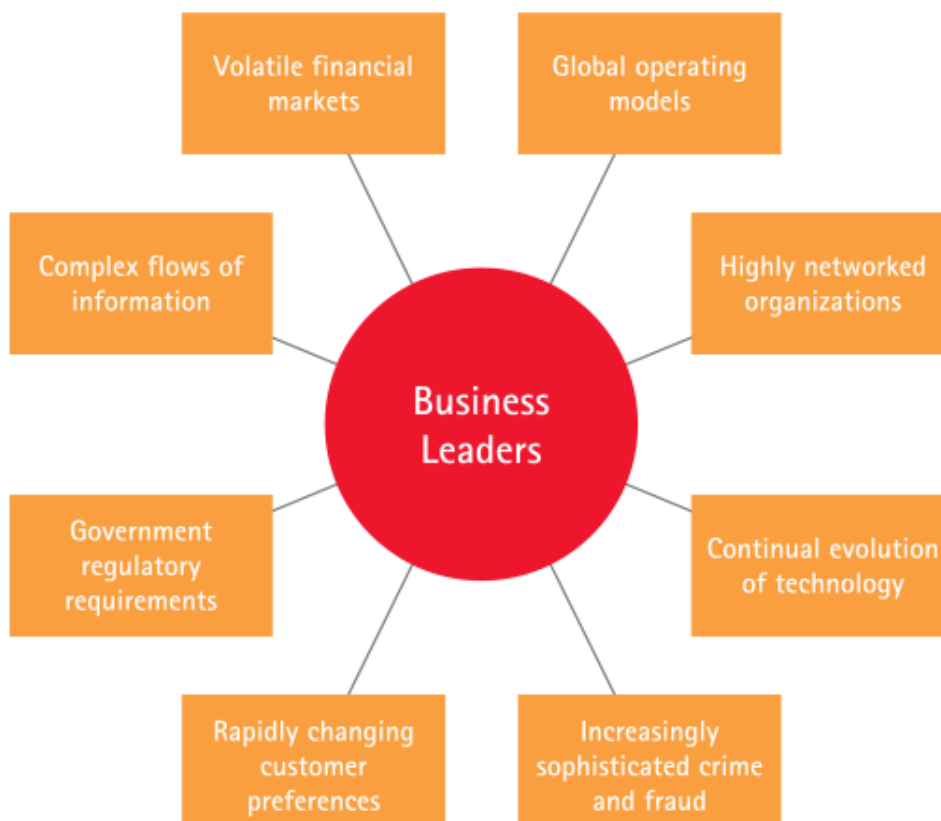 Volatile financial
markets
Global operating
models
Complex flows of
information
Highly networked
organizations
Business
Leaders
Government
regulatory
requirements
Continual evolution
of technology
Rapidly changing
customer
preferences
Increasingly
sophisticated crime
and fraud